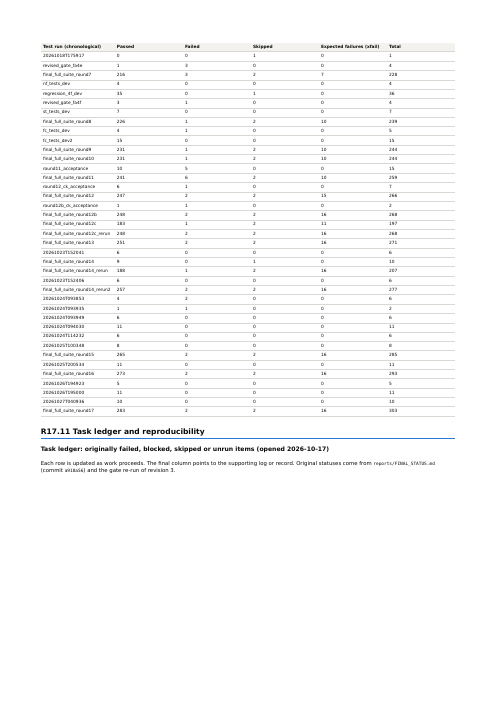 Test run (chronological) Passed Failed Skipped Expected failures (xfail) Total
20261018T175917 0 0 1 0 1
revised_gate_fa4e 1 3 0 0 4
final_full_suite_round7 216 3 2 7 228
nf_tests_dev 4 0 0 0 4
regression_4f_dev 35 0 1 0 36
revised_gate_fa4f 3 1 0 0 4
st_tests_dev 7 0 0 0 7
final_full_suite_round8 226 1 2 10 239
fc_tests_dev 4 1 0 0 5
fc_tests_dev2 15 0 0 0 15
final_full_suite_round9 231 1 2 10 244
final_full_suite_round10 231 1 2 10 244
round11_acceptance 10 5 0 0 15
final_full_suite_round11 241 6 2 10 259
round12_ck_acceptance 6 1 0 0 7
final_full_suite_round12 247 2 2 15 266
round12b_ck_acceptance 1 1 0 0 2
final_full_suite_round12b 248 2 2 16 268
final_full_suite_round12c 183 1 2 11 197
final_full_suite_round12c_rerun 248 2 2 16 268
final_full_suite_round13 251 2 2 16 271
20261023T152041 6 0 0 0 6
final_full_suite_round14 9 0 1 0 10
final_full_suite_round14_rerun 188 1 2 16 207
20261023T152406 6 0 0 0 6
final_full_suite_round14_rerun2 257 2 2 16 277
20261024T093853 4 2 0 0 6
20261024T093935 1 1 0 0 2
20261024T093949 6 0 0 0 6
20261024T094030 11 0 0 0 11
20261024T114232 6 0 0 0 6
20261025T100348 8 0 0 0 8
final_full_suite_round15 265 2 2 16 285
20261025T200534 11 0 0 0 11
final_full_suite_round16 273 2 2 16 293
20261026T194923 5 0 0 0 5
20261026T195000 11 0 0 0 11
20261027T040936 10 0 0 0 10
final_full_suite_round17 283 2 2 16 303
R17.11 Task ledger and reproducibility
Task ledger: originally failed, blocked, skipped or unrun items (opened 2026-10-17)
Each row is updated as work proceeds. The final column points to the supporting log or record. Original statuses come from reports/FINAL_STATUS.md
(commit and the gate re-run of revision 3.